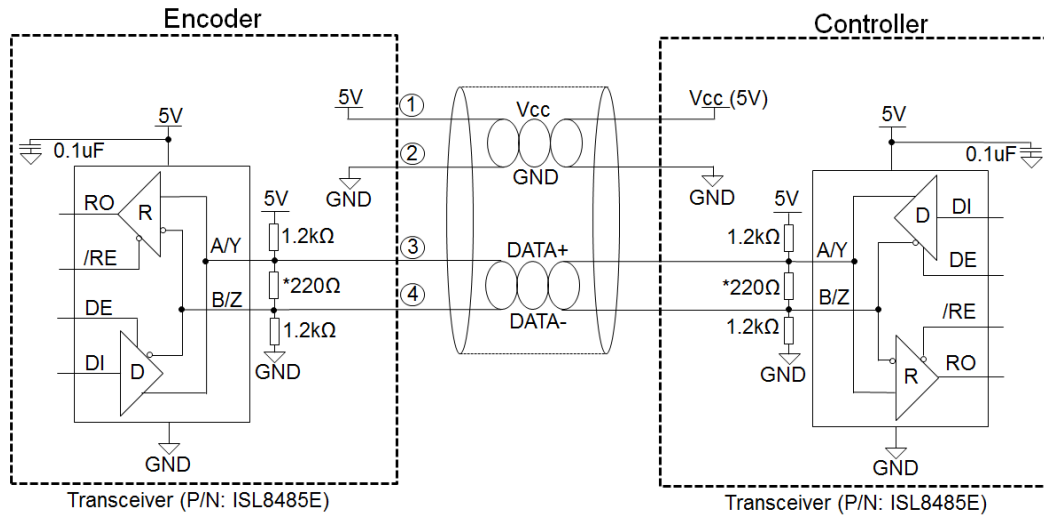 Encoder
Controller
5V
①
Vcc
Vcc (5V)
5V
5V
0.1uF
②
GND
GND
GND
0.1uF
RO
R
5V
5V
D
DI
1.2kΩ
③
DATA+
1.2kΩ
A/Y
A/Y
/RE
*220Ω
*220Ω
DE
④
B/Z
B/Z
DE
DATA-
1.2kΩ
1.2kΩ
/RE
DI
D
GND
GND
R
RO
GND
GND
Transceiver (P/N: ISL8485E)
Transceiver (P/N: ISL8485E)